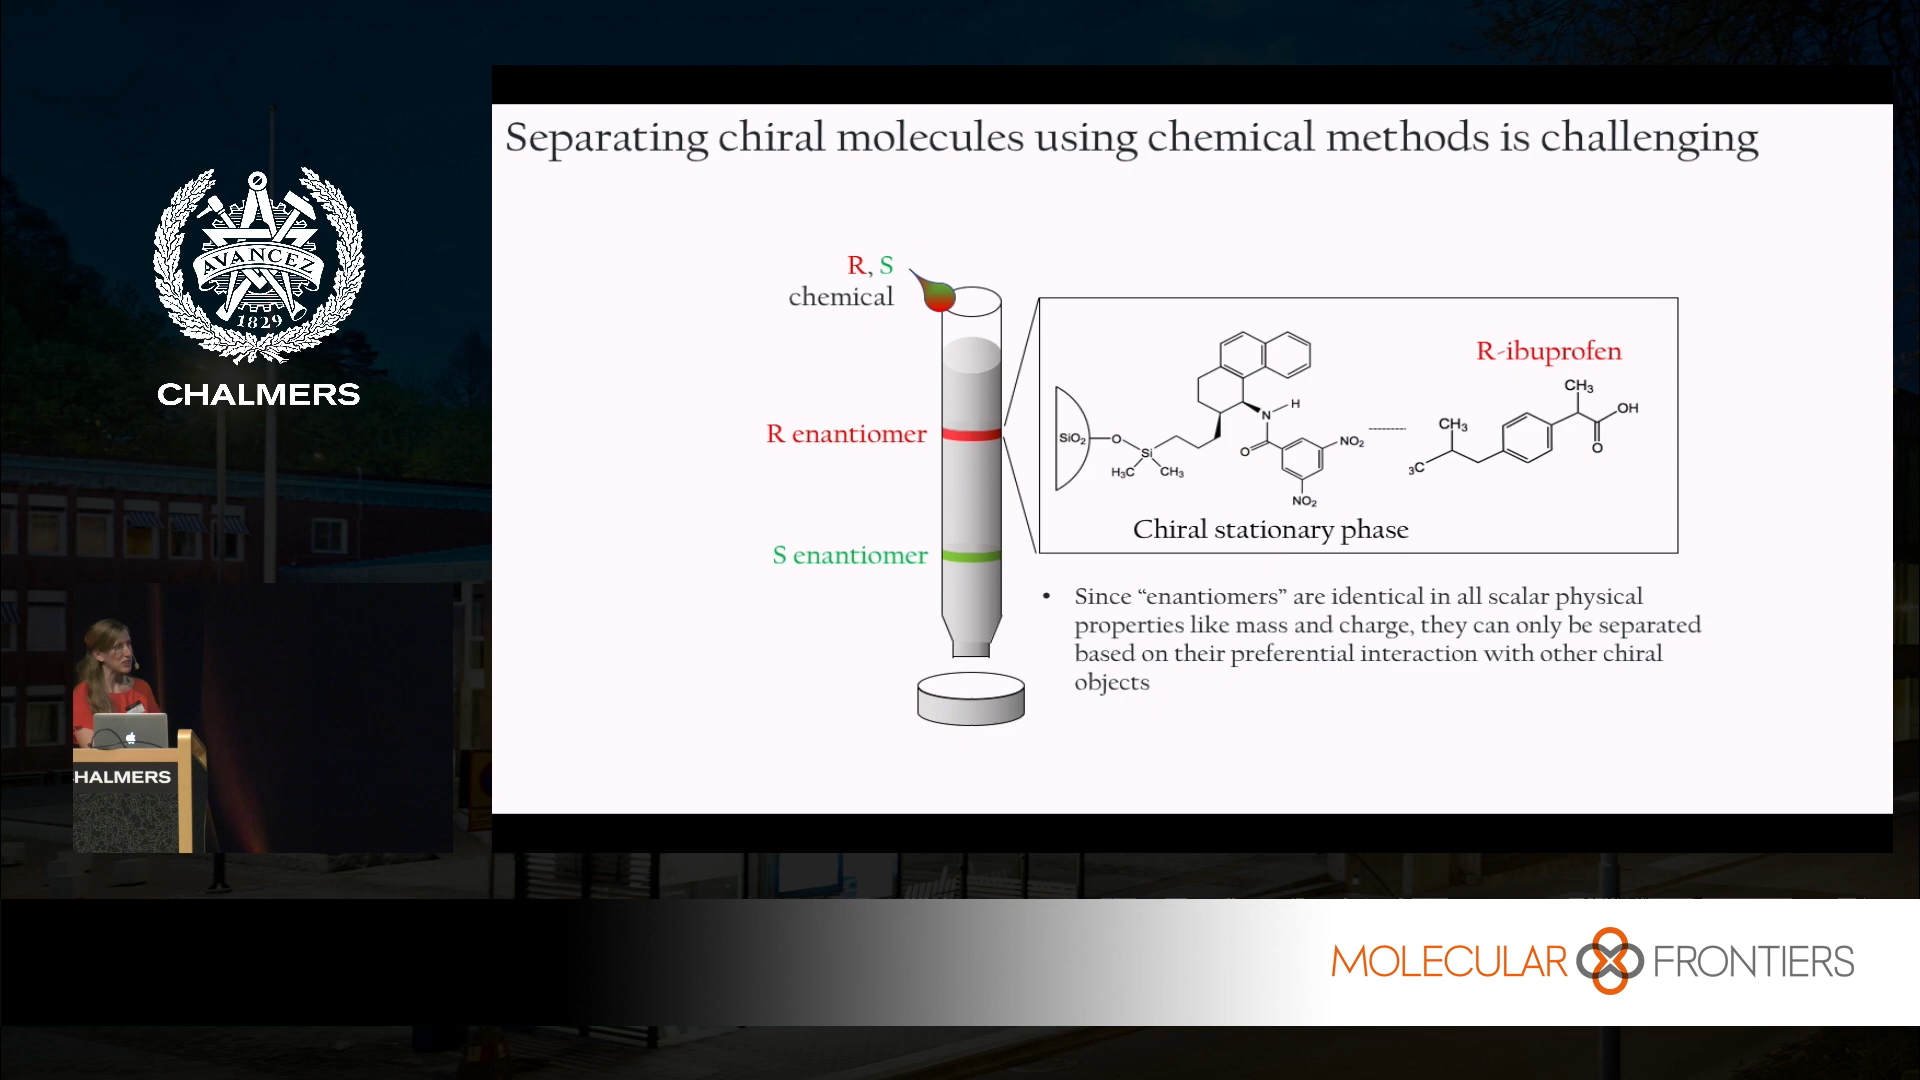 Separating chiral molecules using chemical methods is challenging
AVANCEZ
1829
CHALMERS
R, S
chemical
R enantiomer
S enantiomer
R-ibuprofen
CH₃
OH
O
CH₃
₃C
SiO₂
O
Si
H₃C
CH₃
N
H
O
NO₂
NO₂
Chiral stationary phase
• Since “enantiomers” are identical in all scalar physical
properties like mass and charge, they can only be separated
based on their preferential interaction with other chiral
objects
HALMERS
MOLECULAR FRONTIERS